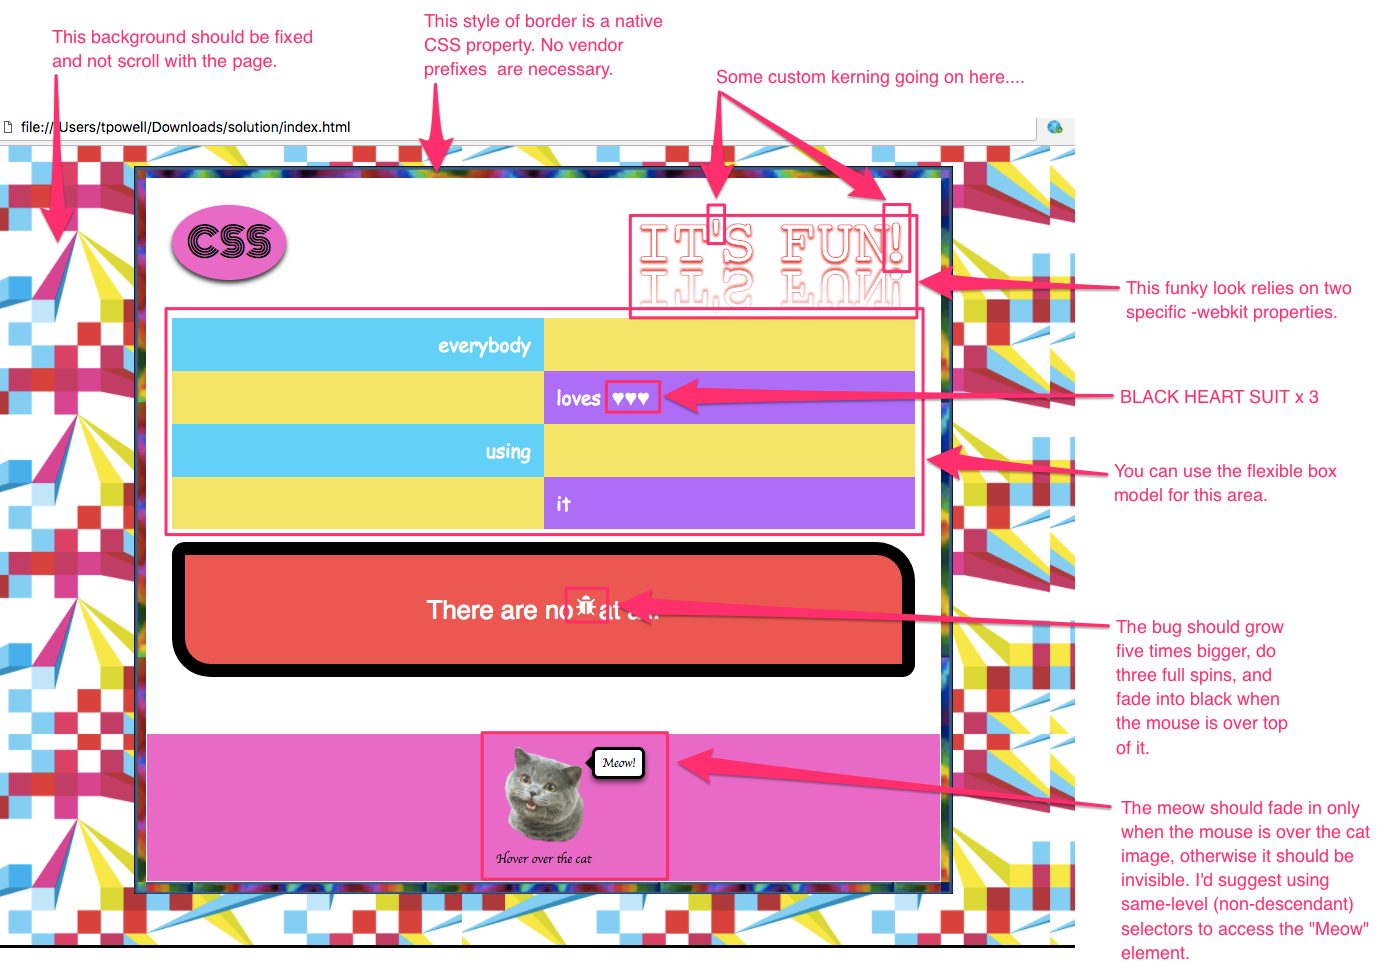 This background should be fixed
and not scroll with the page.
This style of border is a native
CSS property. No vendor
prefixes are necessary.
Some custom kerning going on here....
file:///Users/tpowell/Downloads/solution/index.html
CSS
IT'S FUN!
IT'S FUN!
This funky look relies on two
specific -webkit properties.
everybody
loves ♥♥♥
BLACK HEART SUIT x 3
using
You can use the flexible box
model for this area.
it
There are no at all.
The bug should grow
five times bigger, do
three full spins, and
fade into black when
the mouse is over top
of it.
Meow!
Hover over the cat
The meow should fade in only
when the mouse is over the cat
image, otherwise it should be
invisible. I'd suggest using
same-level (non-descendant)
selectors to access the "Meow"
element.